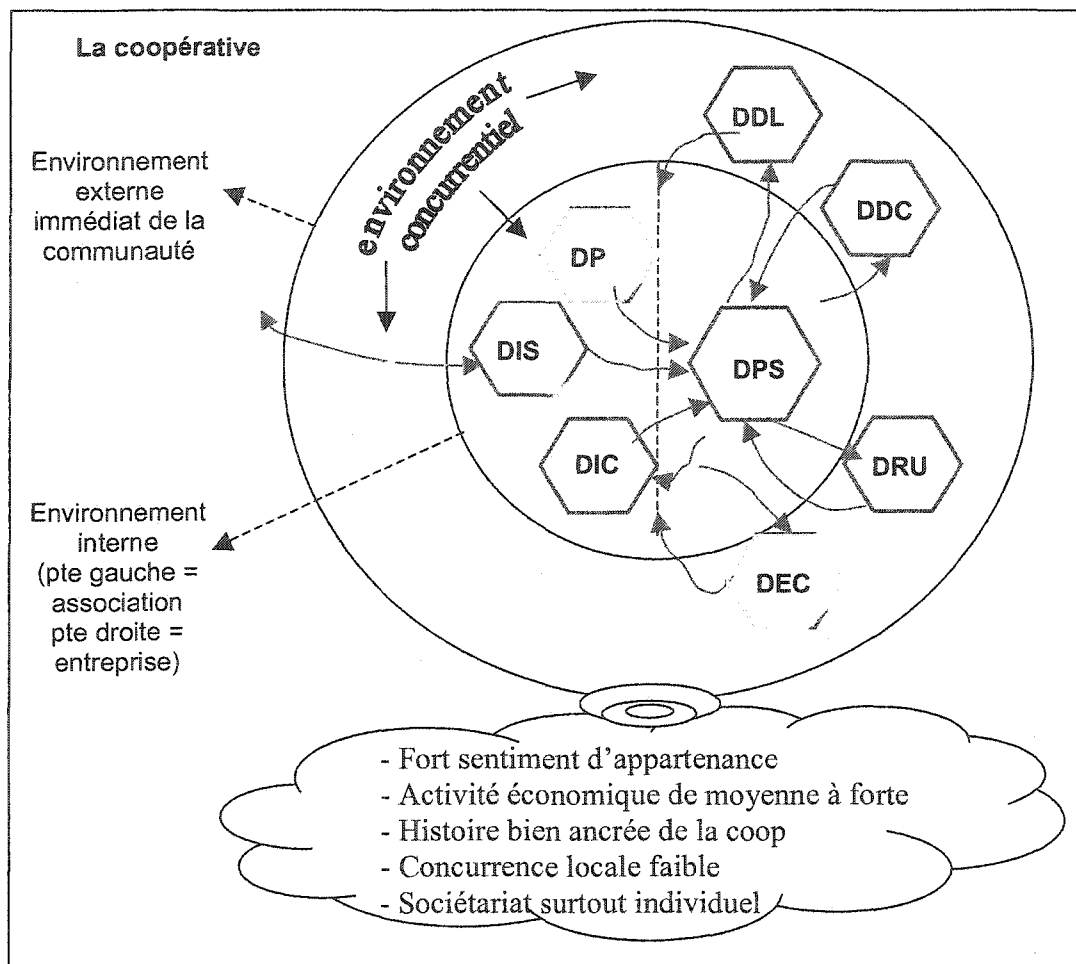 La coopérative
Environnement
externe
immédiat de la
communauté
environnement
concurrentiel
DDL
DDC
DP
DIS
DPS
DIC
DRU
DEC
Environnement
interne
(pte gauche =
association
pte droite =
entreprise)
- Fort sentiment d'appartenance
- Activité économique de moyenne à forte
- Histoire bien ancrée de la coop
- Concurrence locale faible
- Sociétariat surtout individuel